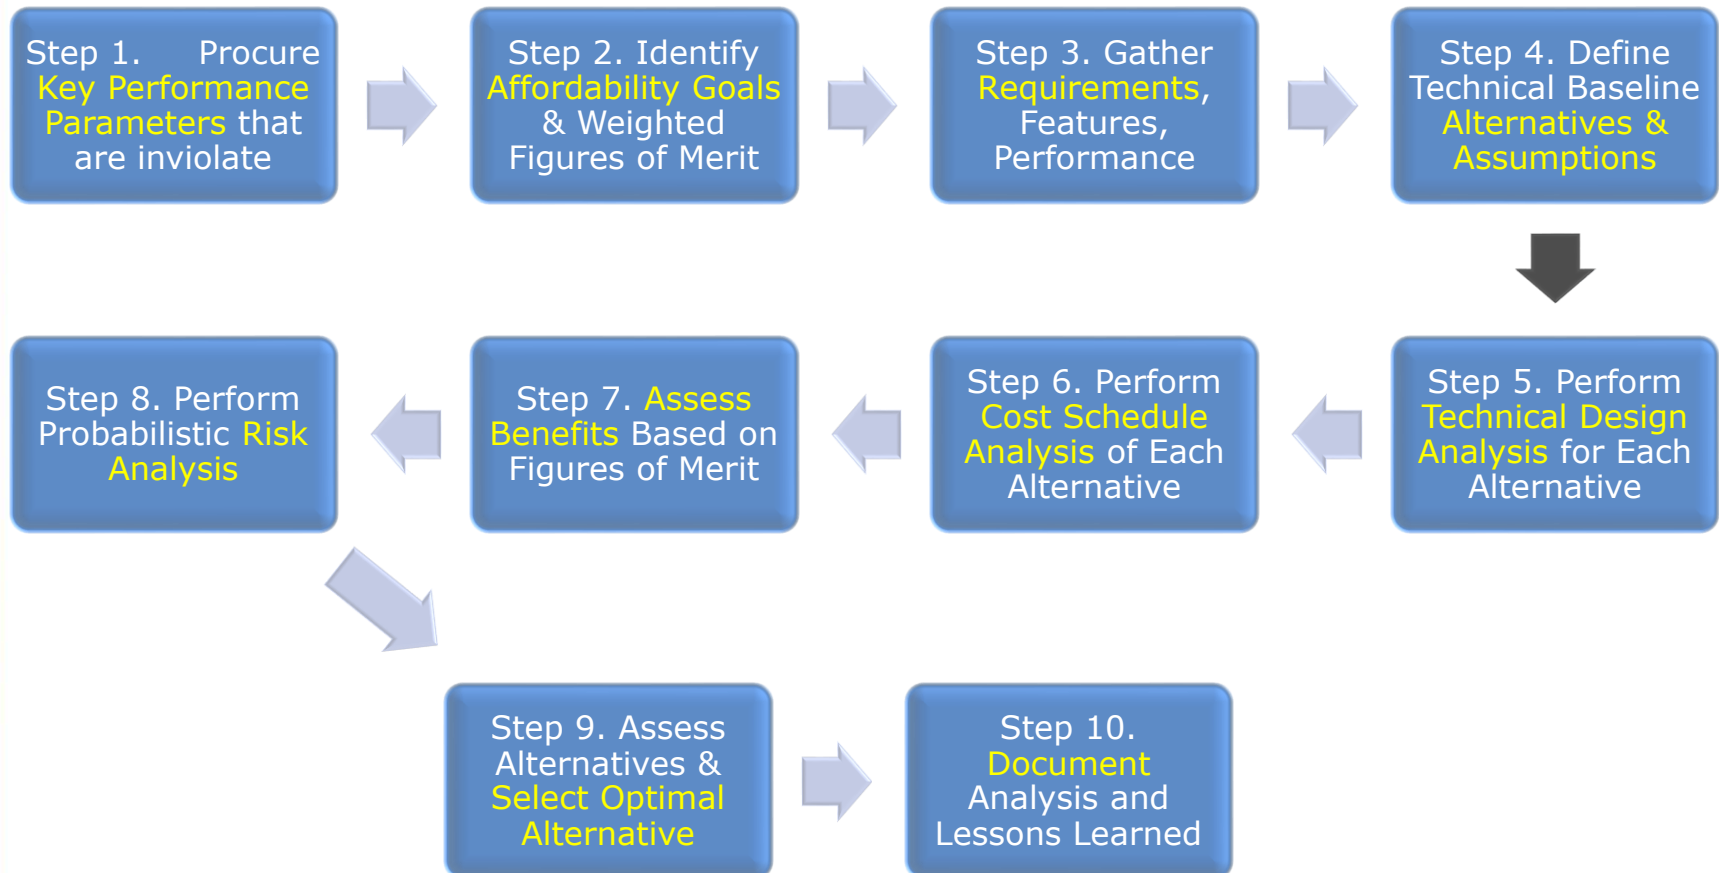 Step 1. Procure
Key Performance
Parameters that
are inviolate
Step 2. Identify
Affordability Goals
& Weighted
Figures of Merit
Step 3. Gather
Requirements,
Features,
Performance
Step 4. Define
Technical Baseline
Alternatives &
Assumptions
Step 5. Perform
Technical Design
Analysis for Each
Alternative
Step 6. Perform
Cost Schedule
Analysis of Each
Alternative
Step 7. Assess
Benefits Based on
Figures of Merit
Step 8. Perform
Probabilistic Risk
Analysis
Step 9. Assess
Alternatives &
Select Optimal
Alternative
Step 10.
Document
Analysis and
Lessons Learned